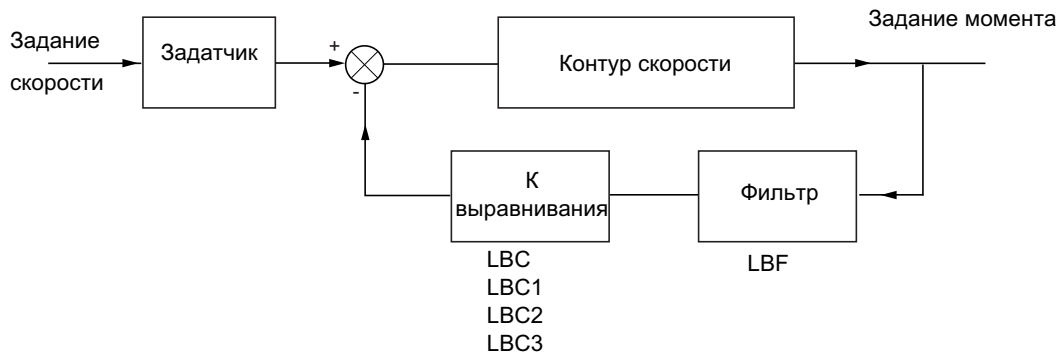 Задание момента
Задание
скорости
Задатчик
+
-
Контур скорости
К
выравнивания
Фильтр
LBC
LBC1
LBC2
LBC3
LBF